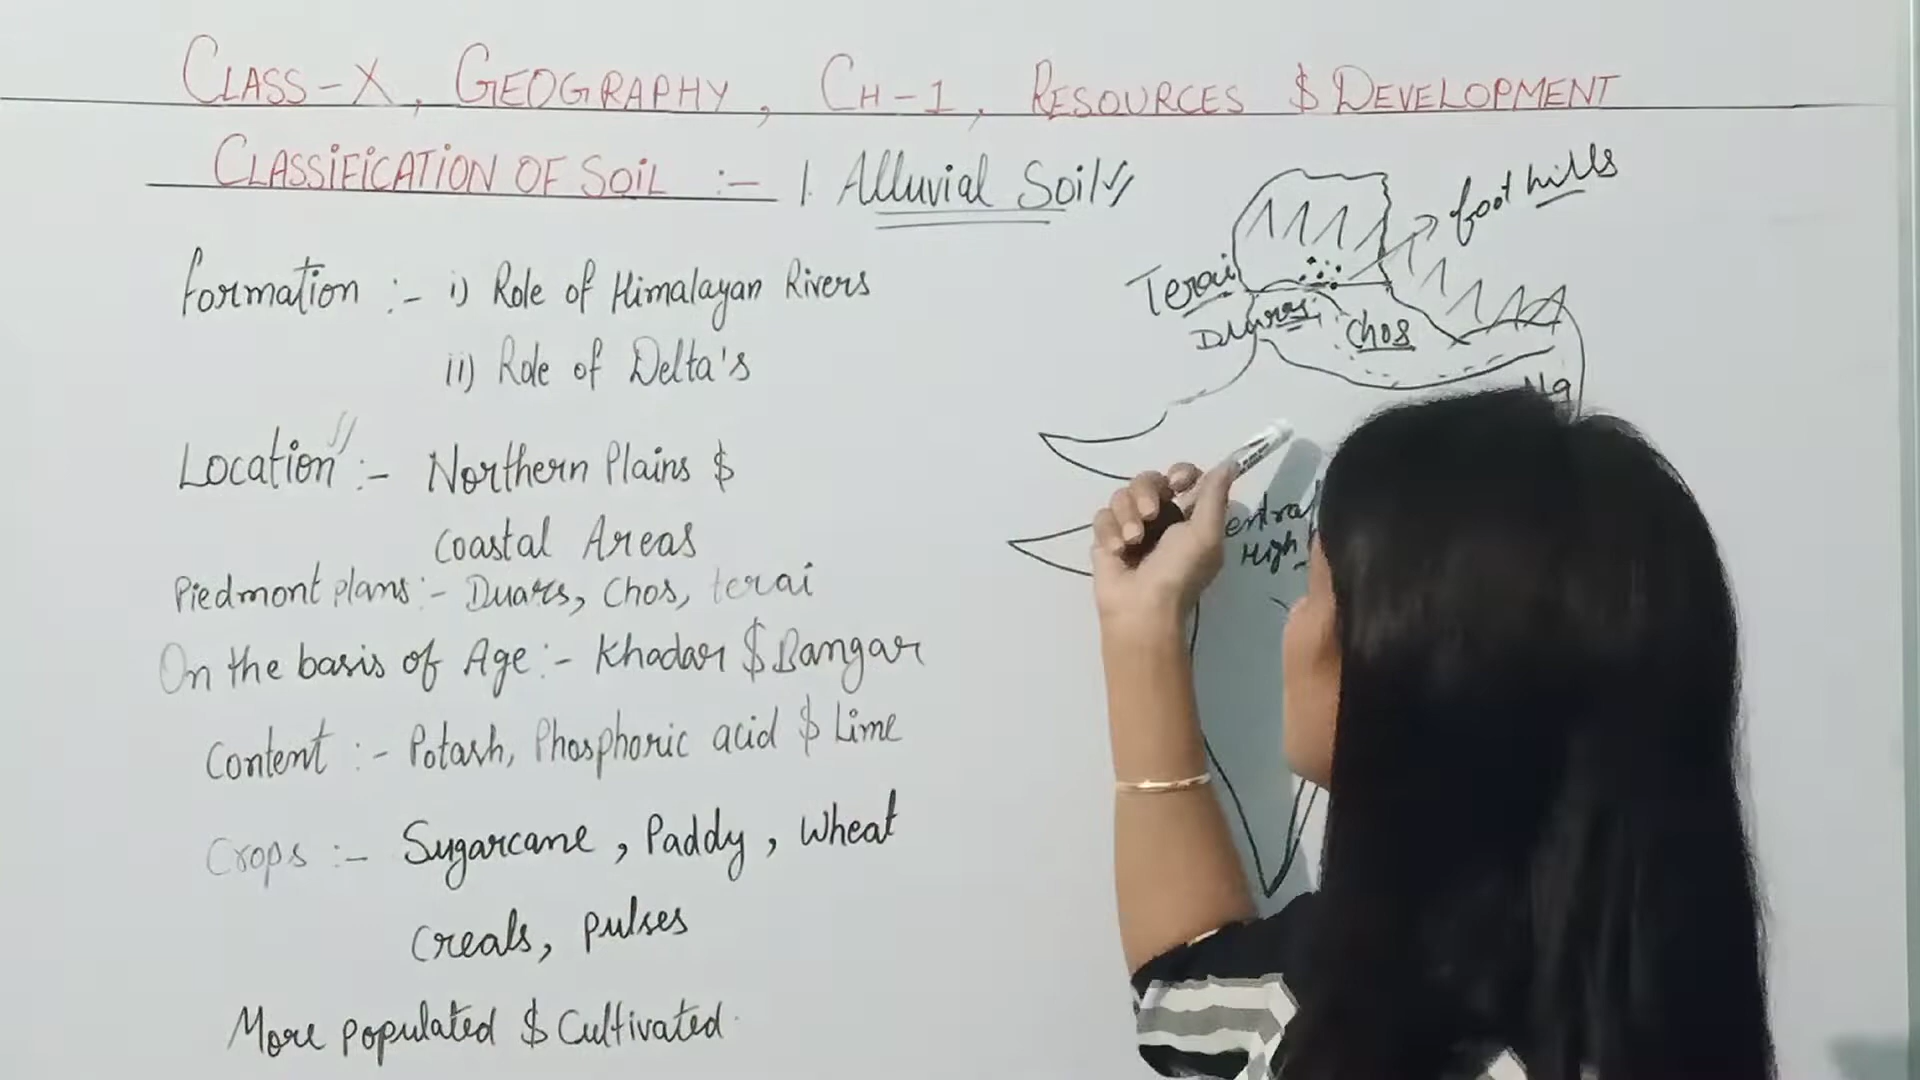 CLASS-X, GEOGRAPHY, CH-1, RESOURCES $ DEVELOPMENT
CLASSIFICATION OF SOIL :- 1. Alluvial Soil
formation :- i) Role of Himalayan Rivers
ii) Role of Delta's
Location :- Northern Plains $
Coastal Areas
Piedmont plans :- Duars, Chos, terai
On the basis of Age :- Khadar $ Bangar
Content :- Potash, Phosphoric acid $ Lime
Crops :- Sugarcane, Paddy, Wheat
Creals, pulses
More populated $ Cultivated.
foot hills
Terai
Duars
Chos
High